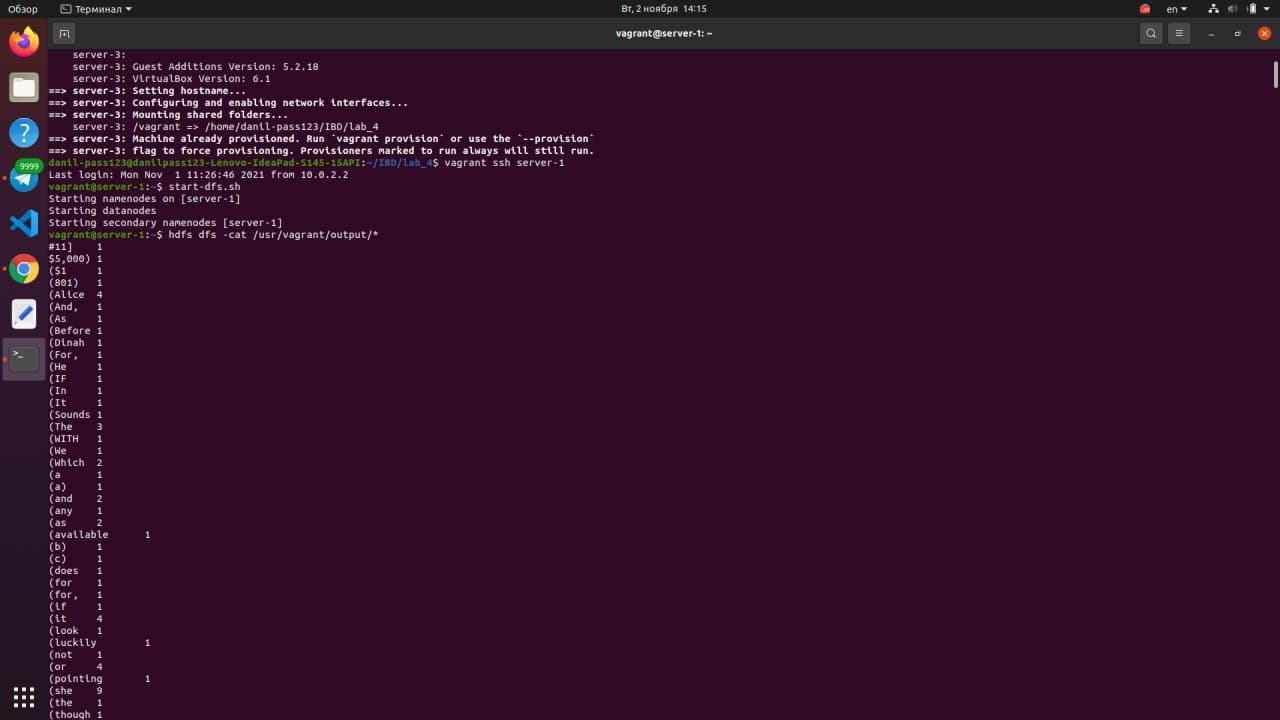 Обзор
Терминал
Вт, 2 ноября 14:15
en
vagrant@server-1: ~
9999
server-3:
server-3: Guest Additions Version: 5.2.18
server-3: VirtualBox Version: 6.1
==> server-3: Setting hostname...
==> server-3: Configuring and enabling network interfaces...
==> server-3: Mounting shared folders...
server-3: /vagrant => /home/danil-pass123/IBD/lab_4
==> server-3: Machine already provisioned. Run `vagrant provision` or use the `--provision`
==> server-3: flag to force provisioning. Provisioners marked to run always will still run.
danil-pass123@danilpass123-Lenovo-IdeaPad-S145-15API:~/IBD/lab_4$ vagrant ssh server-1
Last login: Mon Nov  1 11:26:46 2021 from 10.0.2.2
vagrant@server-1:~$ start-dfs.sh
Starting namenodes on [server-1]
Starting datanodes
Starting secondary namenodes [server-1]
vagrant@server-1:~$ hdfs dfs -cat /usr/vagrant/output/*
#11] 1
$5,000) 1
($1 1
(801) 1
(Alice 4
(And, 1
(As 1
(Before 1
(Dinah 1
(For, 1
(He 1
(IF 1
(In 1
(It 1
(Sounds 1
(The 3
(WITH 1
(We 1
(Which 2
(a 1
(a) 1
(and 2
(any 1
(as 2
(available 1
(b) 1
(c) 1
(does 1
(for 1
(for, 1
(if 1
(it 4
(look 1
(luckily 1
(not 1
(or 4
(pointing 1
(she 9
(the 1
(though 1